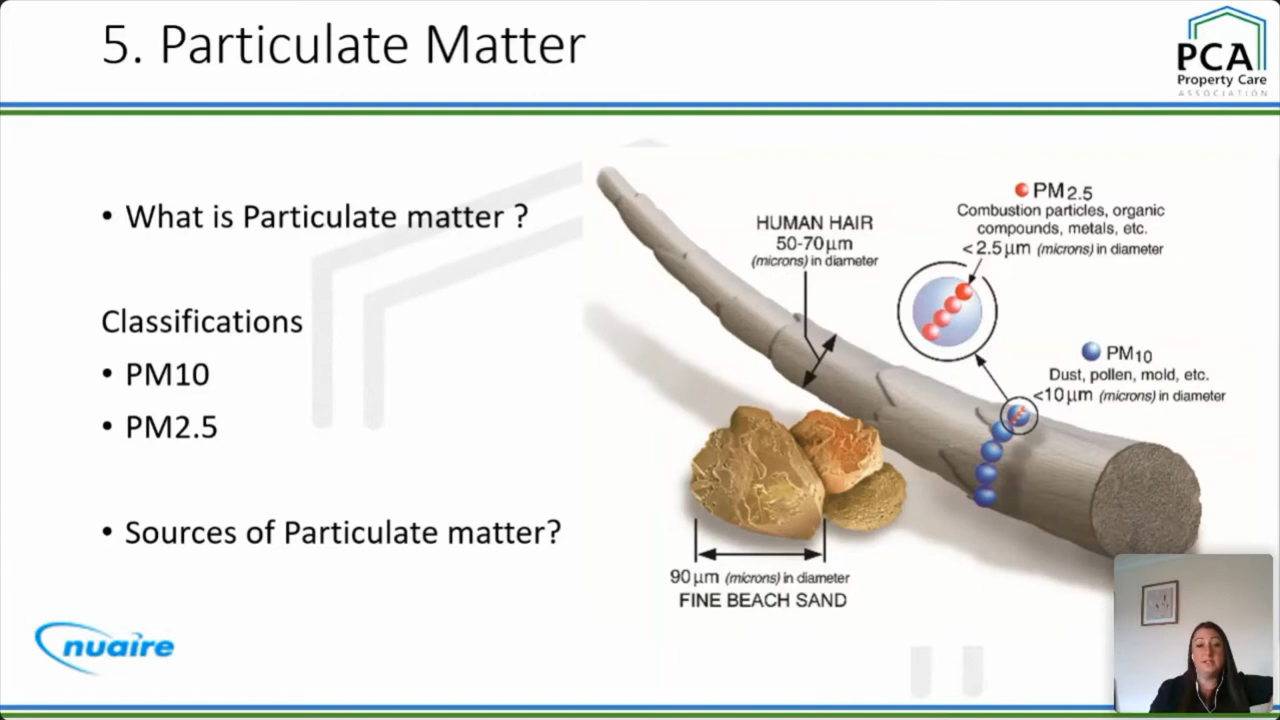 5. Particulate Matter
PCA
Property Care
ASSOCIATION
• What is Particulate matter ?
Classifications
• PM10
• PM2.5
• Sources of Particulate matter?
HUMAN HAIR
50-70µm
(microns) in diameter
PM2.5
Combustion particles, organic
compounds, metals, etc.
<2.5µm (microns) in diameter
PM10
Dust, pollen, mold, etc.
<10µm (microns) in diameter
90µm (microns) in diameter
FINE BEACH SAND
nuaire